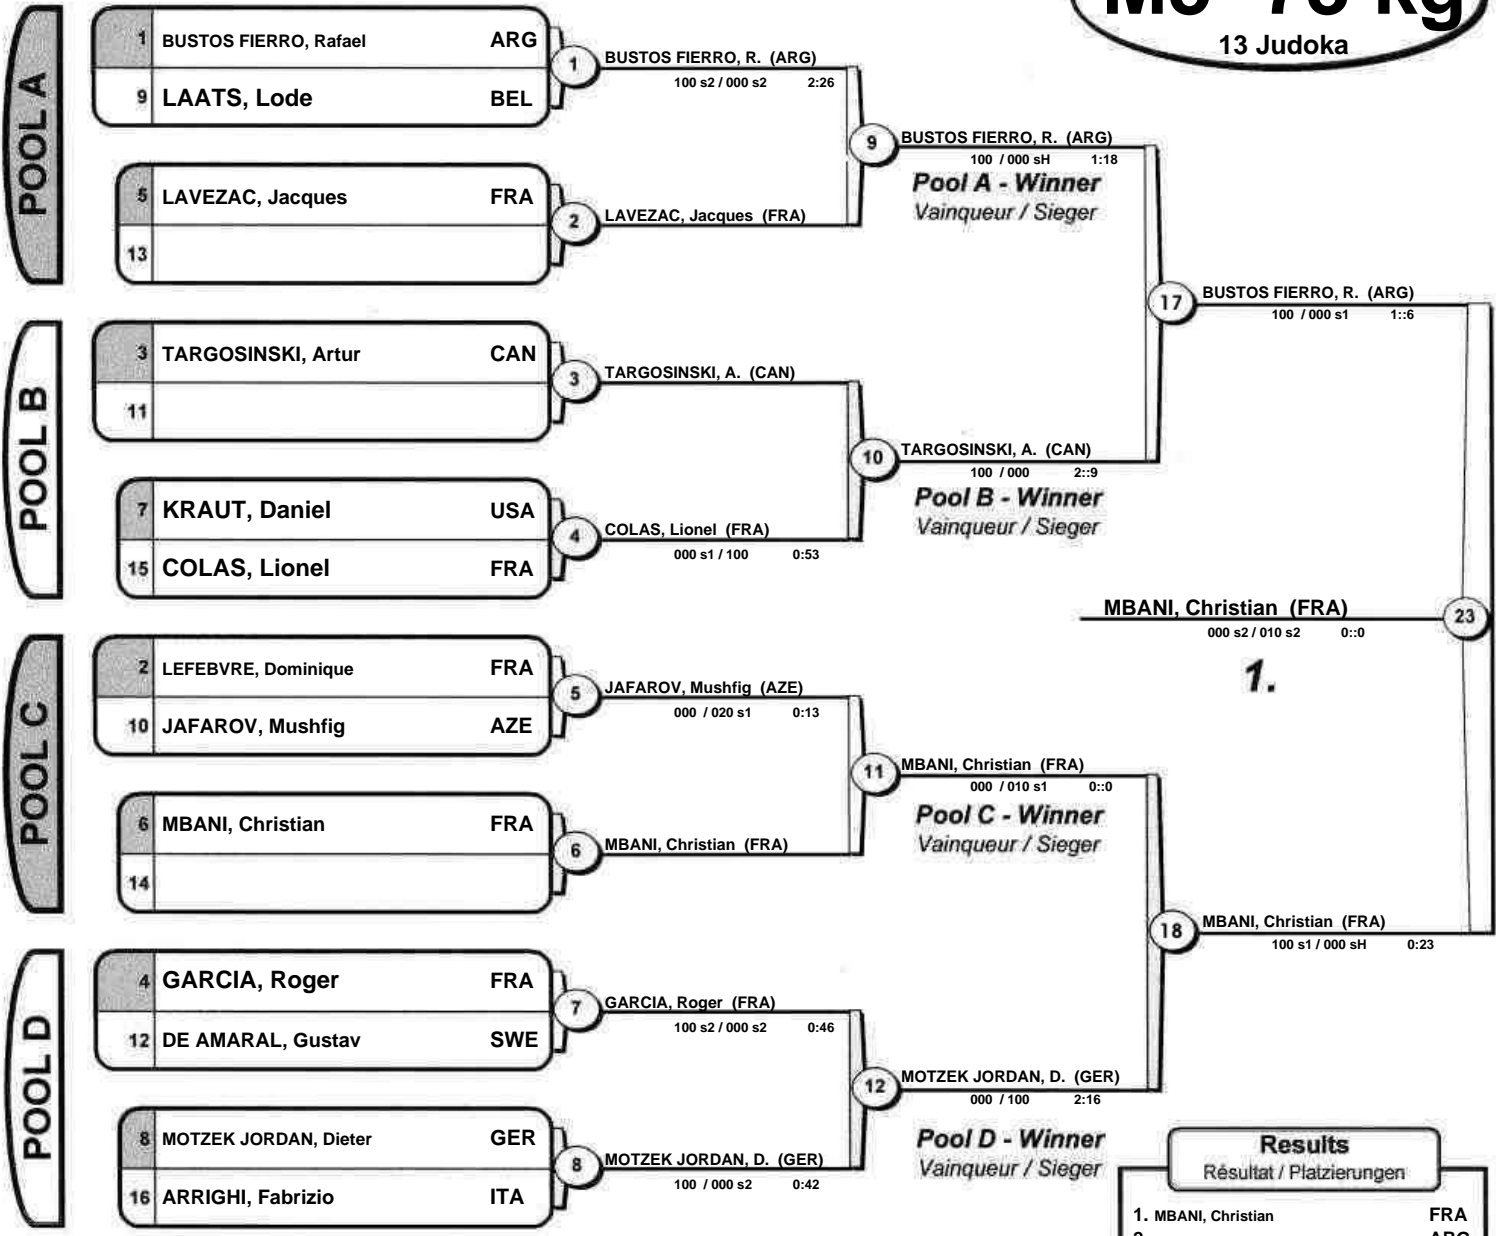 -73 kg
13 Judoka
POOL A
1 BUSTOS FIERRO, Rafael ARG
9 LAATS, Lode BEL
1
BUSTOS FIERRO, R. (ARG)
100 s2 / 000 s2 2:26
5 LAVEZAC, Jacques FRA
13
2
LAVEZAC, Jacques (FRA)
9
BUSTOS FIERRO, R. (ARG)
100 / 000 sH 1:18
Pool A - Winner
Vainqueur / Sieger
POOL B
3 TARGOSINSKI, Artur CAN
11
3
TARGOSINSKI, A. (CAN)
7 KRAUT, Daniel USA
15 COLAS, Lionel FRA
4
COLAS, Lionel (FRA)
000 s1 / 100 0:53
10
TARGOSINSKI, A. (CAN)
100 / 000 2::9
Pool B - Winner
Vainqueur / Sieger
17
BUSTOS FIERRO, R. (ARG)
100 / 000 s1 1::6
POOL C
2 LEFEBVRE, Dominique FRA
10 JAFAROV, Mushfig AZE
5
JAFAROV, Mushfig (AZE)
000 / 020 s1 0:13
6 MBANI, Christian FRA
14
6
MBANI, Christian (FRA)
11
MBANI, Christian (FRA)
000 / 010 s1 0::0
Pool C - Winner
Vainqueur / Sieger
POOL D
4 GARCIA, Roger FRA
12 DE AMARAL, Gustav SWE
7
GARCIA, Roger (FRA)
100 s2 / 000 s2 0:46
8 MOTZEK JORDAN, Dieter GER
16 ARRIGHI, Fabrizio ITA
8
MOTZEK JORDAN, D. (GER)
100 / 000 s2 0:42
12
MOTZEK JORDAN, D. (GER)
000 / 100 2:16
Pool D - Winner
Vainqueur / Sieger
18
MBANI, Christian (FRA)
100 s1 / 000 sH 0:23
23
MBANI, Christian (FRA)
000 s2 / 010 s2 0::0
1.
Results
Résultat / Platzierungen
1. MBANI, Christian FRA
2. ARG